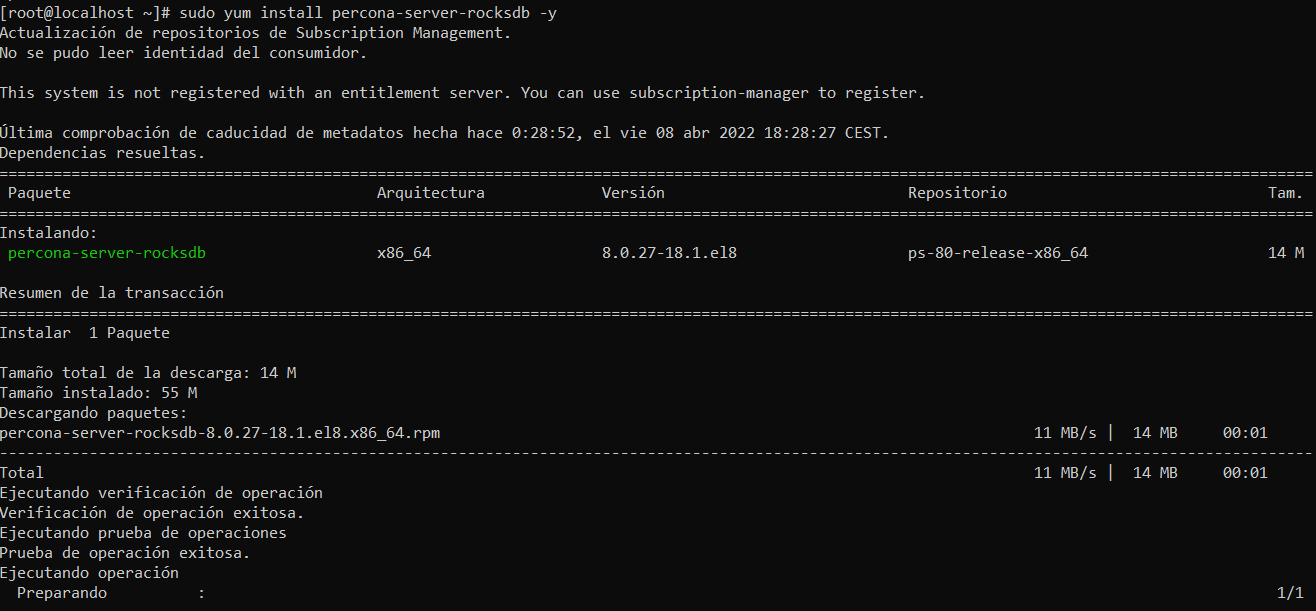 [root@localhost ~]# sudo yum install percona-server-rocksdb -y
Actualización de repositorios de Subscription Management.
No se pudo leer identidad del consumidor.
This system is not registered with an entitlement server. You can use subscription-manager to register.
Última comprobación de caducidad de metadatos hecha hace 0:28:52, el vie 08 abr 2022 18:28:27 CEST.
Dependencias resueltas.
==================================================================================================================================================
Paquete Arquitectura Versión Repositorio Tam.
==================================================================================================================================================
Instalando:
percona-server-rocksdb x86_64 8.0.27-18.1.el8 ps-80-release-x86_64 14 M
Resumen de la transacción
==================================================================================================================================================
Instalar 1 Paquete
Tamaño total de la descarga: 14 M
Tamaño instalado: 55 M
Descargando paquetes:
percona-server-rocksdb-8.0.27-18.1.el8.x86_64.rpm 11 MB/s | 14 MB 00:01
--------------------------------------------------------------------------------------------------------------------------------------------------
Total 11 MB/s | 14 MB 00:01
Ejecutando verificación de operación
Verificación de operación exitosa.
Ejecutando prueba de operaciones
Prueba de operación exitosa.
Ejecutando operación
Preparando : 1/1